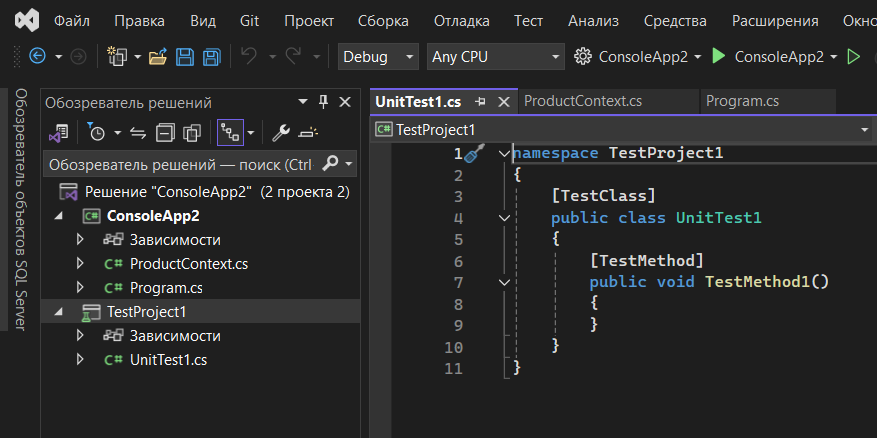 Файл Правка Вид Git Проект Сборка Отладка Тест Анализ Средства Расширения Окно
Debug Any CPU ConsoleApp2 ConsoleApp2
Обозреватель объектов SQL Server
Обозреватель решений
Обозреватель решений — поиск (Ctrl
Решение "ConsoleApp2" (2 проекта 2)
ConsoleApp2
Зависимости
C# ProductContext.cs
C# Program.cs
TestProject1
Зависимости
C# UnitTest1.cs
UnitTest1.cs ProductContext.cs Program.cs
C# TestProject1
1 namespace TestProject1
2 {
3 [TestClass]
4 public class UnitTest1
5 {
6 [TestMethod]
7 public void TestMethod1()
8 {
9 }
10 }
11 }